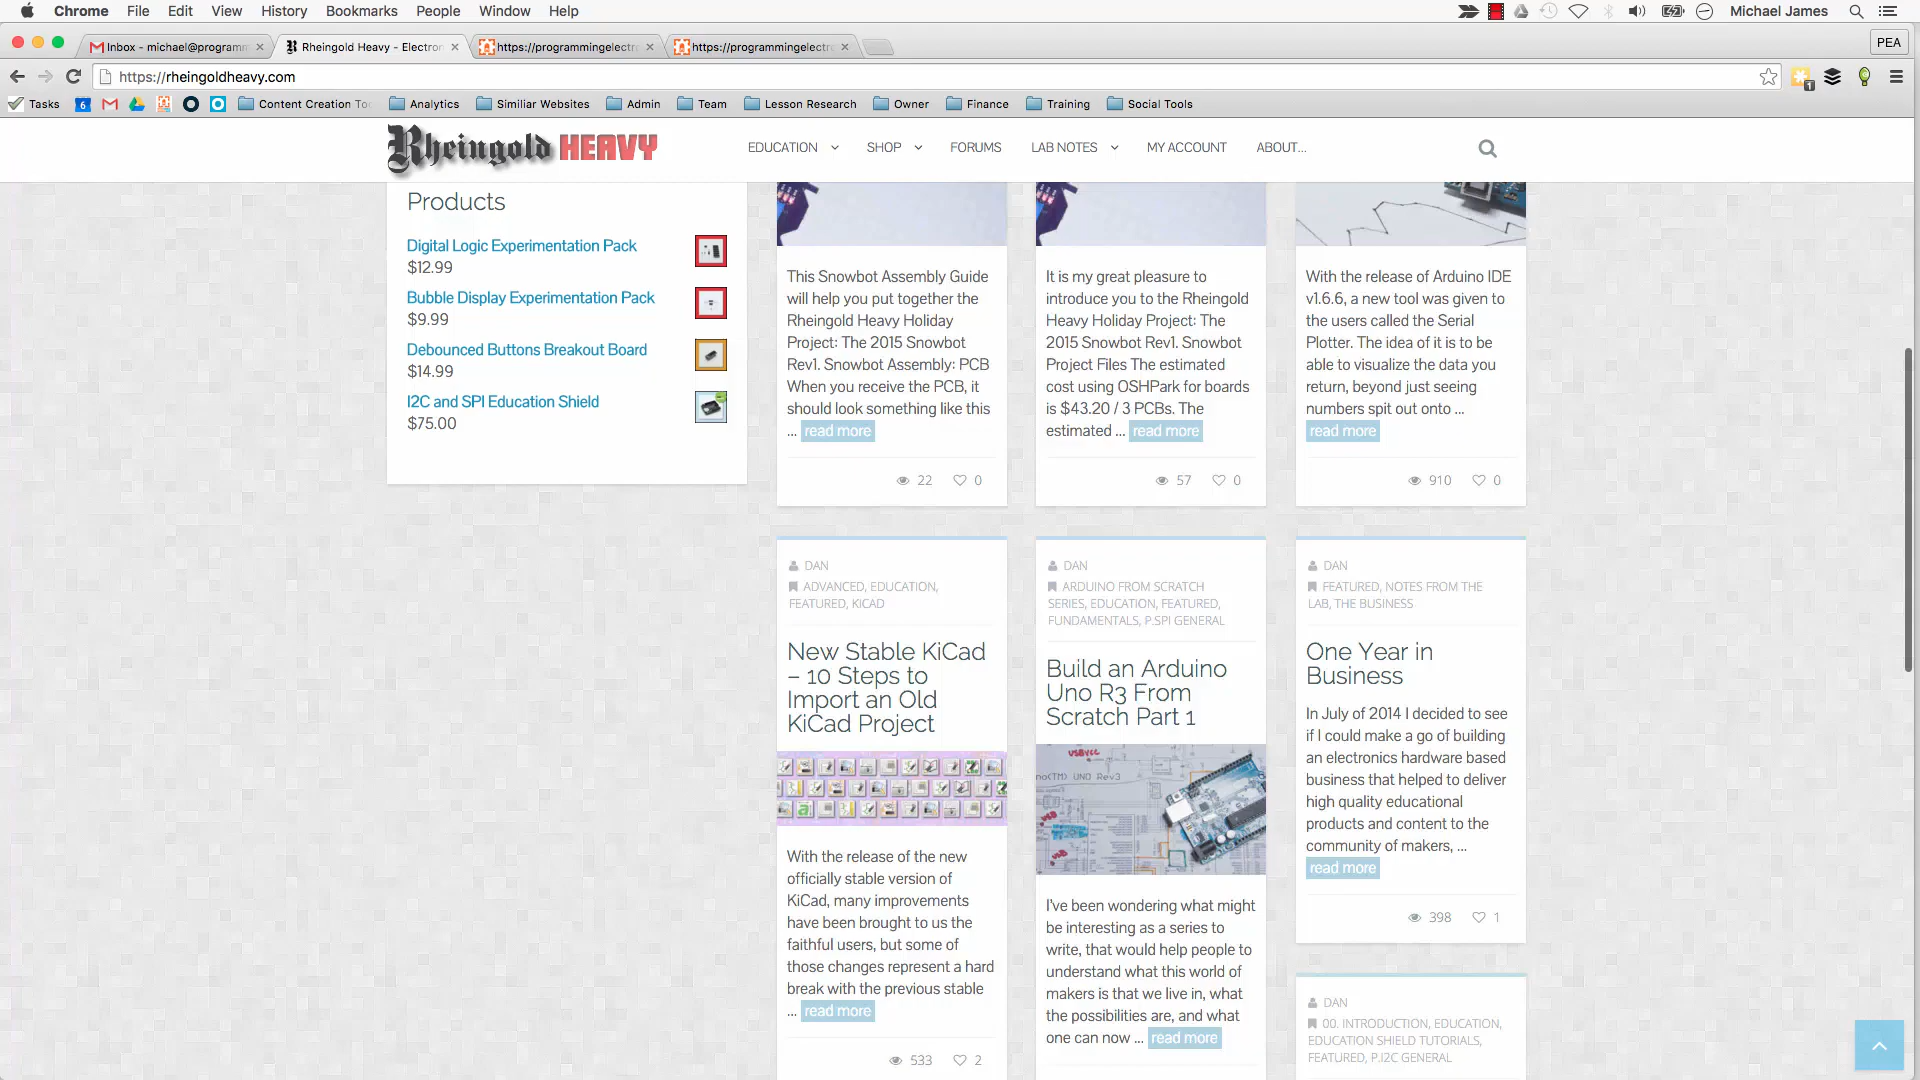 Chrome File Edit View History Bookmarks People Window Help Michael James
Inbox - michael@programm
Rheingold Heavy - Electron
https://programmingelectr
https://programmingelectr
PEA
https://rheingoldheavy.com
Tasks 6 Content Creation To Analytics Similiar Websites Admin Team Lesson Research Owner Finance Training Social Tools
1
Rheingold HEAVY
EDUCATION SHOP FORUMS LAB NOTES MY ACCOUNT ABOUT...
Products
Digital Logic Experimentation Pack
$12.99
Bubble Display Experimentation Pack
$9.99
Debounced Buttons Breakout Board
$14.99
I2C and SPI Education Shield
$75.00
This Snowbot Assembly Guide
will help you put together the
Rheingold Heavy Holiday
Project: The 2015 Snowbot
Rev1. Snowbot Assembly: PCB
When you receive the PCB, it
should look something like this
... read more
22 0
It is my great pleasure to
introduce you to the Rheingold
Heavy Holiday Project: The
2015 Snowbot Rev1. Snowbot
Project Files The estimated
cost using OSHPark for boards
is $43.20 / 3 PCBs. The
estimated ... read more
57 0
With the release of Arduino IDE
v1.6.6, a new tool was given to
the users called the Serial
Plotter. The idea of it is to be
able to visualize the data you
return, beyond just seeing
numbers spit out onto ...
read more
910 0
DAN
ADVANCED, EDUCATION,
FEATURED, KICAD
New Stable KiCad
– 10 Steps to
Import an Old
KiCad Project
With the release of the new
officially stable version of
KiCad, many improvements
have been brought to us the
faithful users, but some of
those changes represent a hard
break with the previous stable
... read more
533 2
DAN
ARDUINO FROM SCRATCH
SERIES, EDUCATION, FEATURED,
FUNDAMENTALS, P.SPI GENERAL
Build an Arduino
Uno R3 From
Scratch Part 1
USBVCC
no(TM) UNO Rev3
I've been wondering what might
be interesting as a series to
write, that would help people to
understand what this world of
makers is that we live in, what
the possibilities are, and what
one can now ... read more
DAN
FEATURED, NOTES FROM THE
LAB, THE BUSINESS
One Year in
Business
In July of 2014 I decided to see
if I could make a go of building
an electronics hardware based
business that helped to deliver
high quality educational
products and content to the
community of makers, ...
read more
398 1
DAN
00. INTRODUCTION, EDUCATION,
EDUCATION SHIELD TUTORIALS,
FEATURED, P.I2C GENERAL